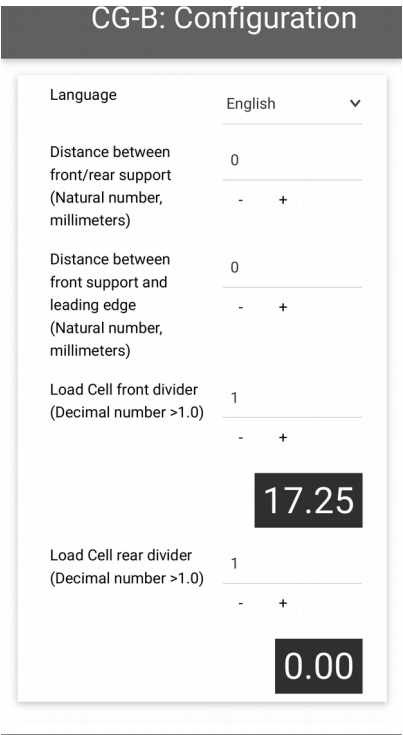 CG-B: Configuration
Language
English
Distance between
front/rear support
(Natural number,
millimeters)
0
- +
Distance between
front support and
leading edge
(Natural number,
millimeters)
0
- +
Load Cell front divider
(Decimal number >1.0)
1
- +
17.25
Load Cell rear divider
(Decimal number >1.0)
1
- +
0.00